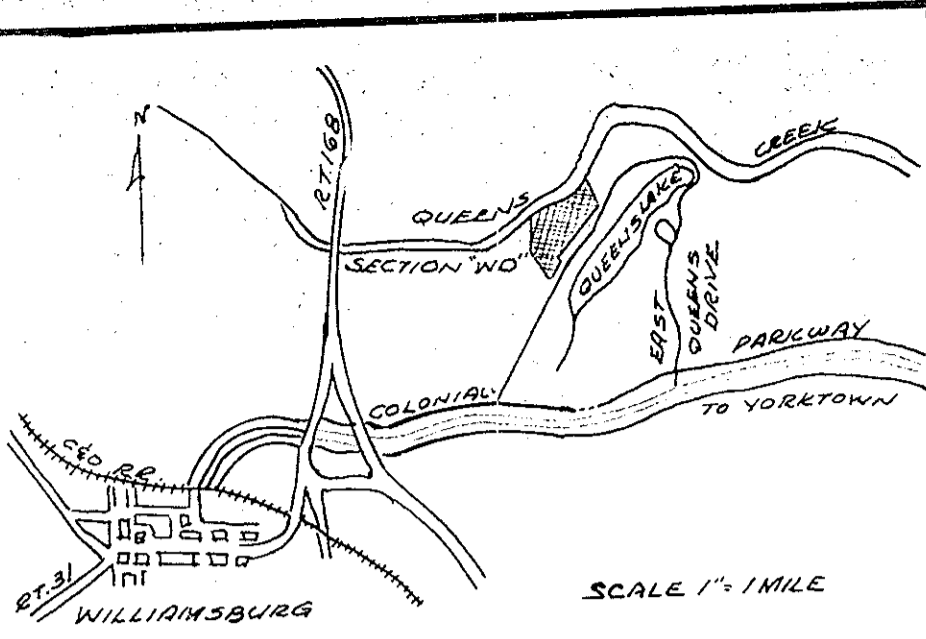 N
RT.168
QUEENS
CREEK
SECTION "WO"
QUEENS LAKE
EAST
QUEENS
DRIVE
PARKWAY
COLONIAL
TO YORKTOWN
C&O RR.
RT.31
WILLIAMSBURG
SCALE 1"= 1 MILE